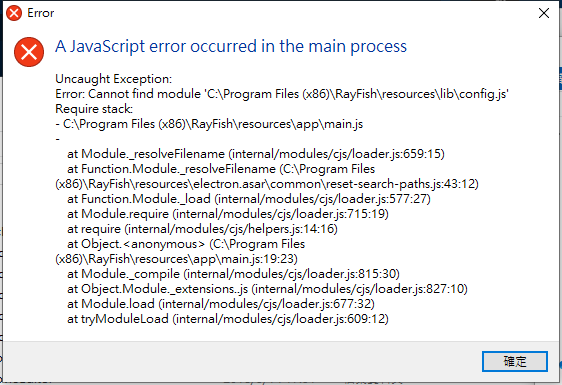 Error
A JavaScript error occurred in the main process
Uncaught Exception:
Error: Cannot find module 'C:\Program Files (x86)\RayFish\resources\lib\config.js'
Require stack:
- C:\Program Files (x86)\RayFish\resources\app\main.js
-
at Module._resolveFilename (internal/modules/cjs/loader.js:659:15)
at Function.Module._resolveFilename (C:\Program Files
(x86)\RayFish\resources\electron.asar\common\reset-search-paths.js:43:12)
at Function.Module._load (internal/modules/cjs/loader.js:577:27)
at Module.require (internal/modules/cjs/loader.js:715:19)
at require (internal/modules/cjs/helpers.js:14:16)
at Object.<anonymous> (C:\Program Files
(x86)\RayFish\resources\app\main.js:19:23)
at Module._compile (internal/modules/cjs/loader.js:815:30)
at Object.Module._extensions..js (internal/modules/cjs/loader.js:827:10)
at Module.load (internal/modules/cjs/loader.js:677:32)
at tryModuleLoad (internal/modules/cjs/loader.js:609:12)
確定